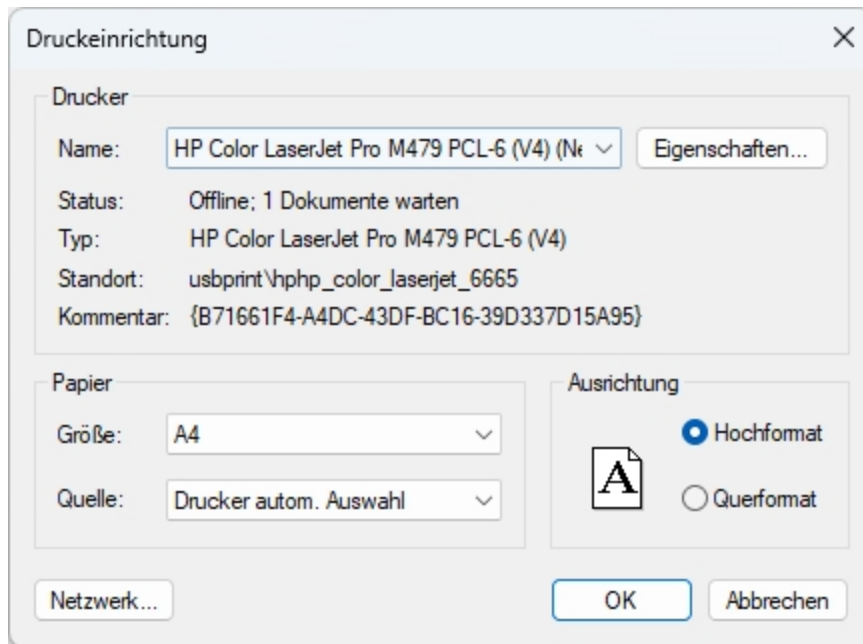 Druckeinrichtung
Drucker
Name: HP Color LaserJet Pro M479 PCL-6 (V4) (Ne Eigenschaften...
Status: Offline; 1 Dokumente warten
Typ: HP Color LaserJet Pro M479 PCL-6 (V4)
Standort: usbprint\hphp_color_laserjet_6665
Kommentar: {B71661F4-A4DC-43DF-BC16-39D337D15A95}
Papier
Größe: A4
Quelle: Drucker autom. Auswahl
Ausrichtung
A
Hochformat
Querformat
Netzwerk... OK Abbrechen